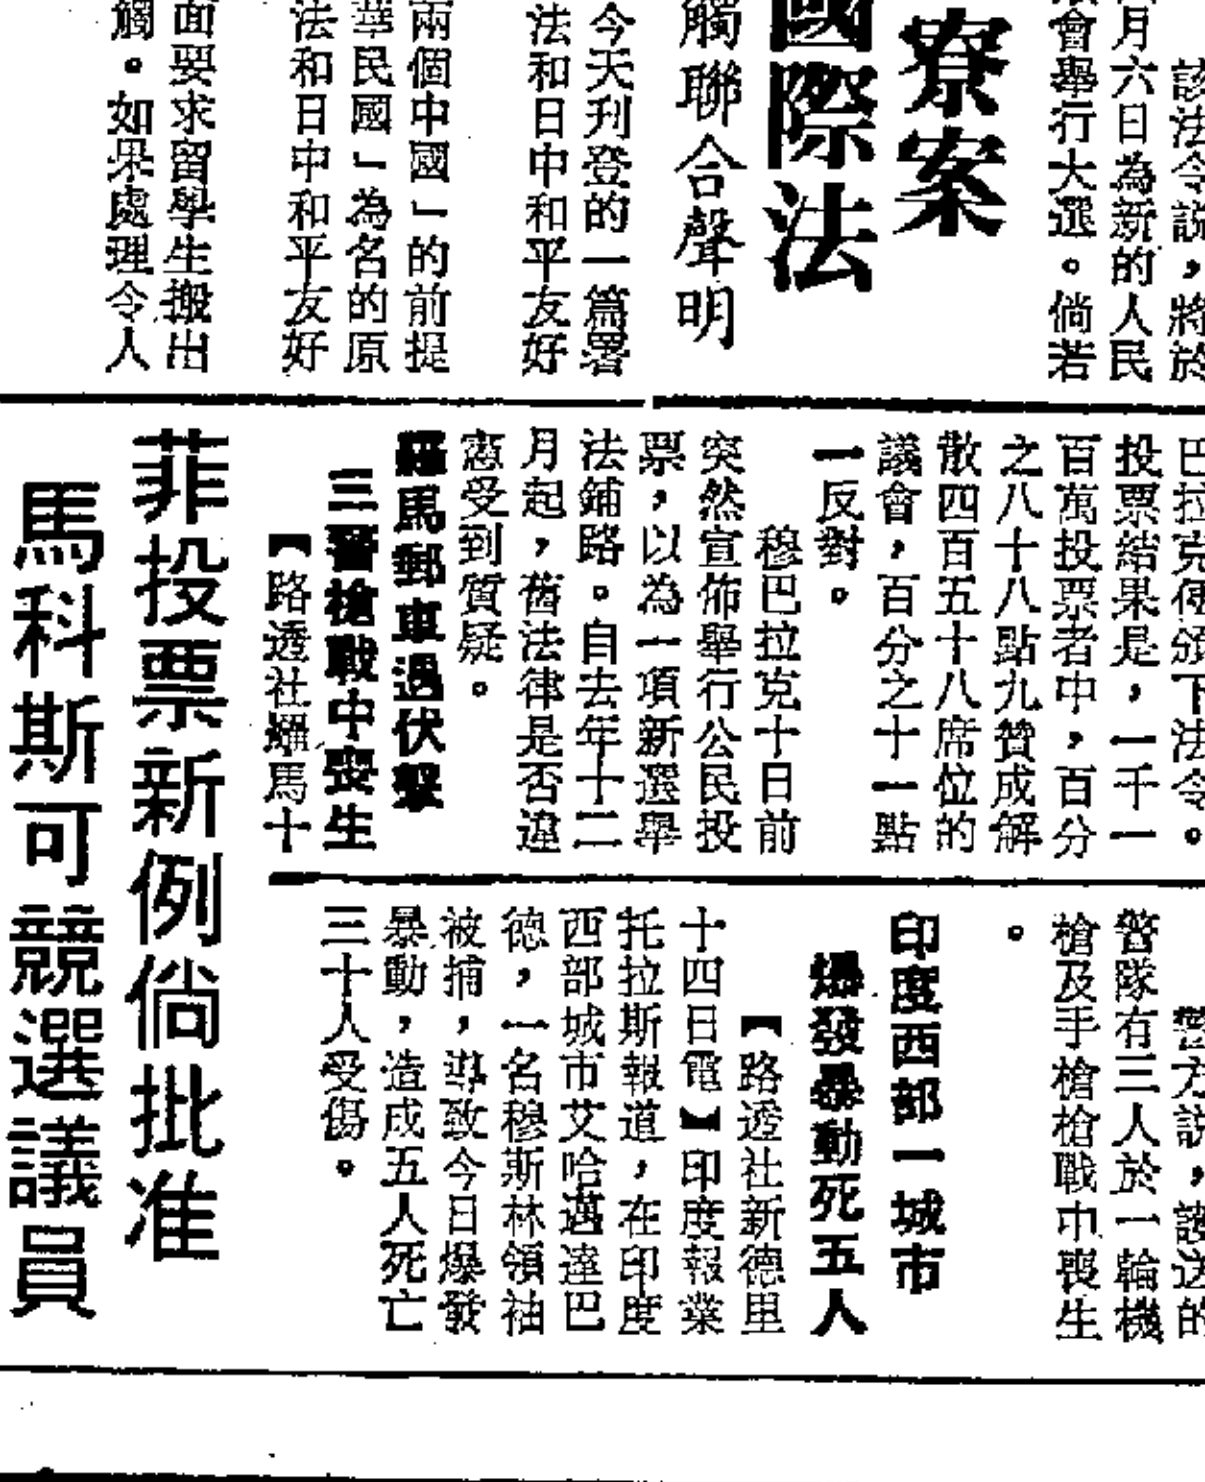 該法令說，將於
月六日為新的人民
會舉行大選。倘若
寮案
國際法
觸聯合聲明
今天刋登的一篇署
法和日中和平友好
兩個中國」的前提
華民國」為名的原
法和日中和平友好
面要求留學生搬出
觸。如果處理令人
巴拉克便頒下法令。
投票結果是，一千一
百萬投票者中，百分
之八十八點九贊成解
散四百五十八席位的
議會，百分之十一點
一反對。
穆巴拉克十日前
突然宣佈舉行公民投
票，以為一項新選舉
法鋪路。自去年十二
月起，舊法律是否違
憲受到質疑。
羅馬郵車遇伏擊
三警槍戰中喪生
【路透社羅馬十
警方說，護送的
警隊有三人於一輪機
槍及手槍槍戰中喪生
。
印度西部一城市
爆發暴動死五人
【路透社新德里
十四日電】印度報業
托拉斯報道，在印度
西部城市艾哈邁達巴
德，一名穆斯林領袖
被捕，導致今日爆發
暴動，造成五人死亡
三十人受傷。
菲投票新例倘批准
馬科斯可競選議員